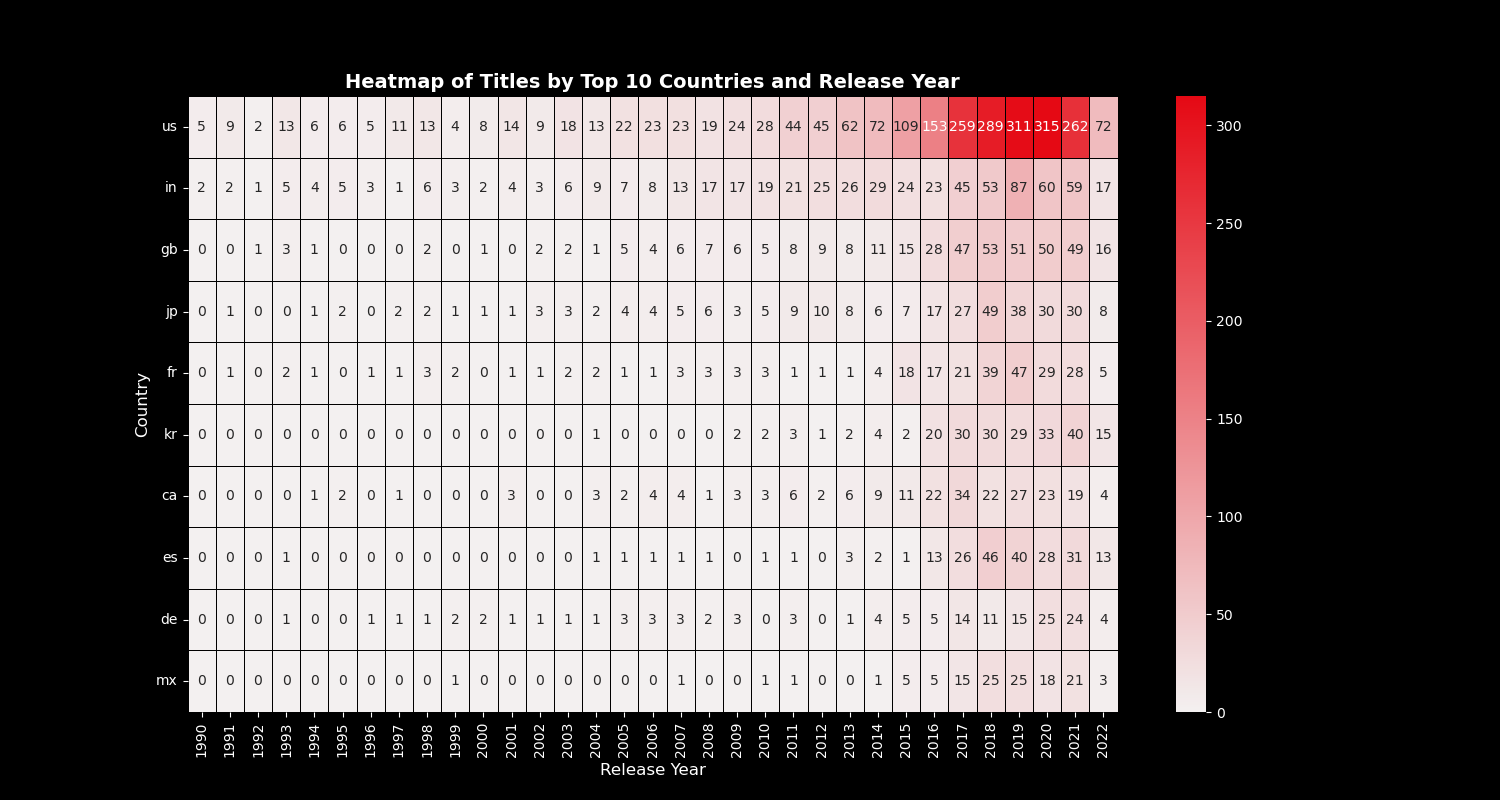 Heatmap of Titles by Top 10 Countries and Release Year
us 5 9 2 13 6 6 5 11 13 4 8 14 9 18 13 22 23 23 19 24 28 44 45 62 72 109 153 259 289 311 315 262 72
in 2 2 1 5 4 5 3 1 6 3 2 4 3 6 9 7 8 13 17 17 19 21 25 26 29 24 23 45 53 87 60 59 17
gb 0 0 1 3 1 0 0 0 2 0 1 0 2 2 1 5 4 6 7 6 5 8 9 8 11 15 28 47 53 51 50 49 16
jp 0 1 0 0 1 2 0 2 2 1 1 1 3 3 2 4 4 5 6 3 5 9 10 8 6 7 17 27 49 38 30 30 8
fr 0 1 0 2 1 0 1 1 3 2 0 1 1 2 2 1 1 3 3 3 3 1 1 1 4 18 17 21 39 47 29 28 5
kr 0 0 0 0 0 0 0 0 0 0 0 0 0 0 1 0 0 0 0 2 2 3 1 2 4 2 20 30 30 29 33 40 15
ca 0 0 0 0 1 2 0 1 0 0 0 3 0 0 3 2 4 4 1 3 3 6 2 6 9 11 22 34 22 27 23 19 4
es 0 0 0 1 0 0 0 0 0 0 0 0 0 0 1 1 1 1 1 0 1 1 0 3 2 1 13 26 46 40 28 31 13
de 0 0 0 1 0 0 1 1 1 2 2 1 1 1 1 3 3 3 2 3 0 3 0 1 4 5 5 14 11 15 25 24 4
mx 0 0 0 0 0 0 0 0 0 1 0 0 0 0 0 0 0 1 0 0 1 1 0 0 1 5 5 15 25 25 18 21 3
1990 1991 1992 1993 1994 1995 1996 1997 1998 1999 2000 2001 2002 2003 2004 2005 2006 2007 2008 2009 2010 2011 2012 2013 2014 2015 2016 2017 2018 2019 2020 2021 2022
Release Year
Country
300
250
200
150
100
50
0